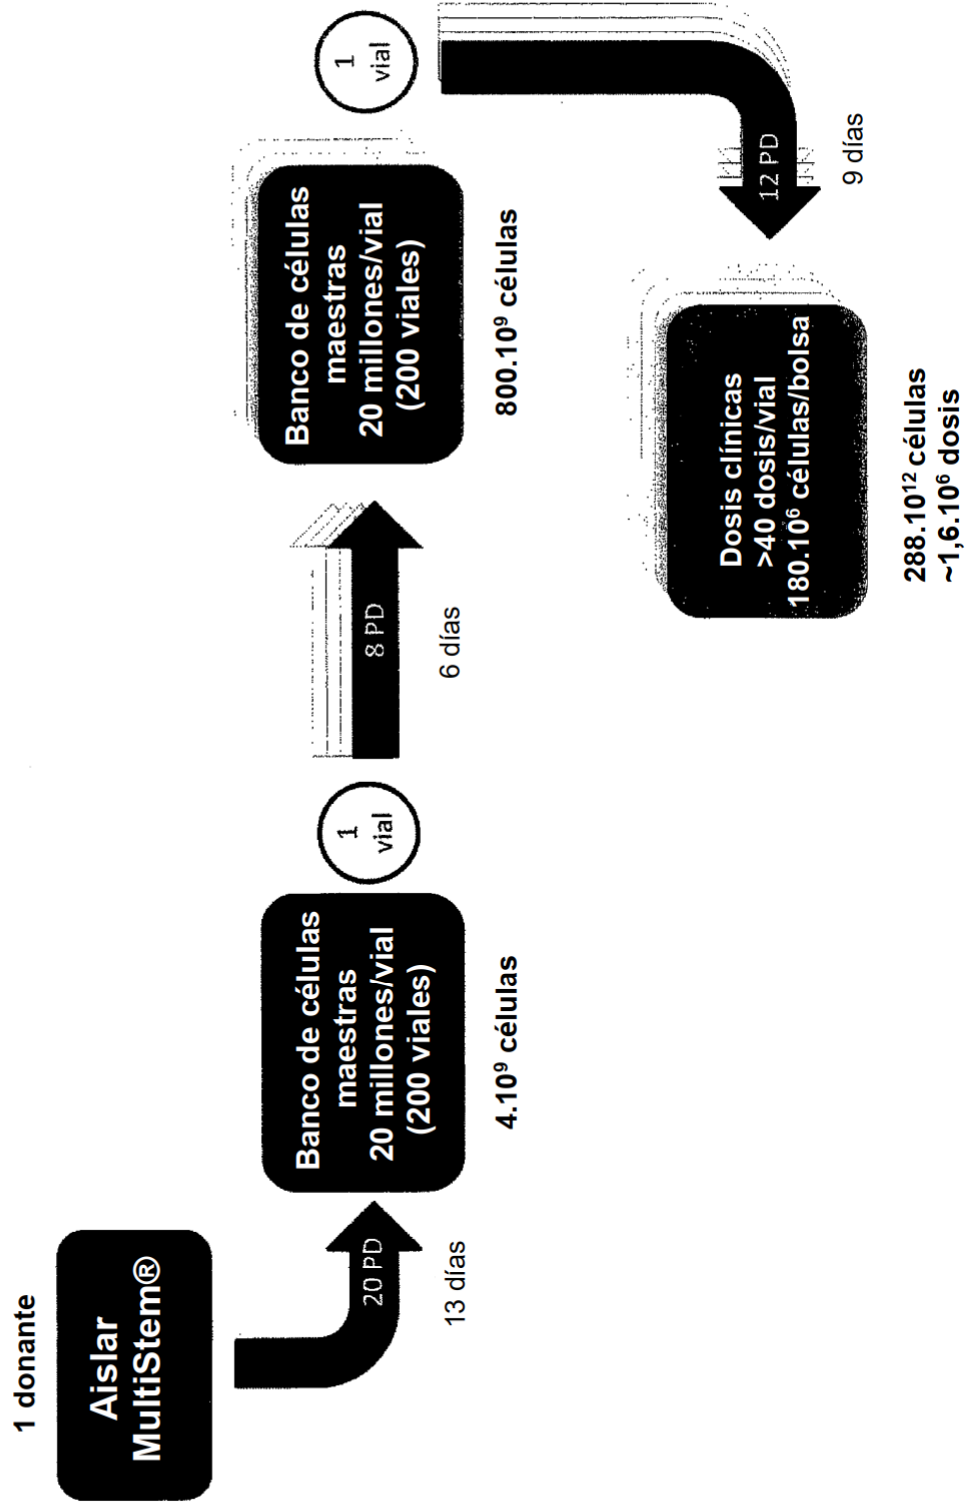 1 donante
Aislar
MultiStem®
20 PD
13 días
Banco de células
maestras
20 millones/vial
(200 viales)
4.10⁹ células
1
vial
8 PD
6 días
Banco de células
maestras
20 millones/vial
(200 viales)
800.10⁹ células
1
vial
12 PD
9 días
Dosis clínicas
>40 dosis/vial
180.10⁶ células/bolsa
288.10¹² células
~1,6.10⁶ dosis